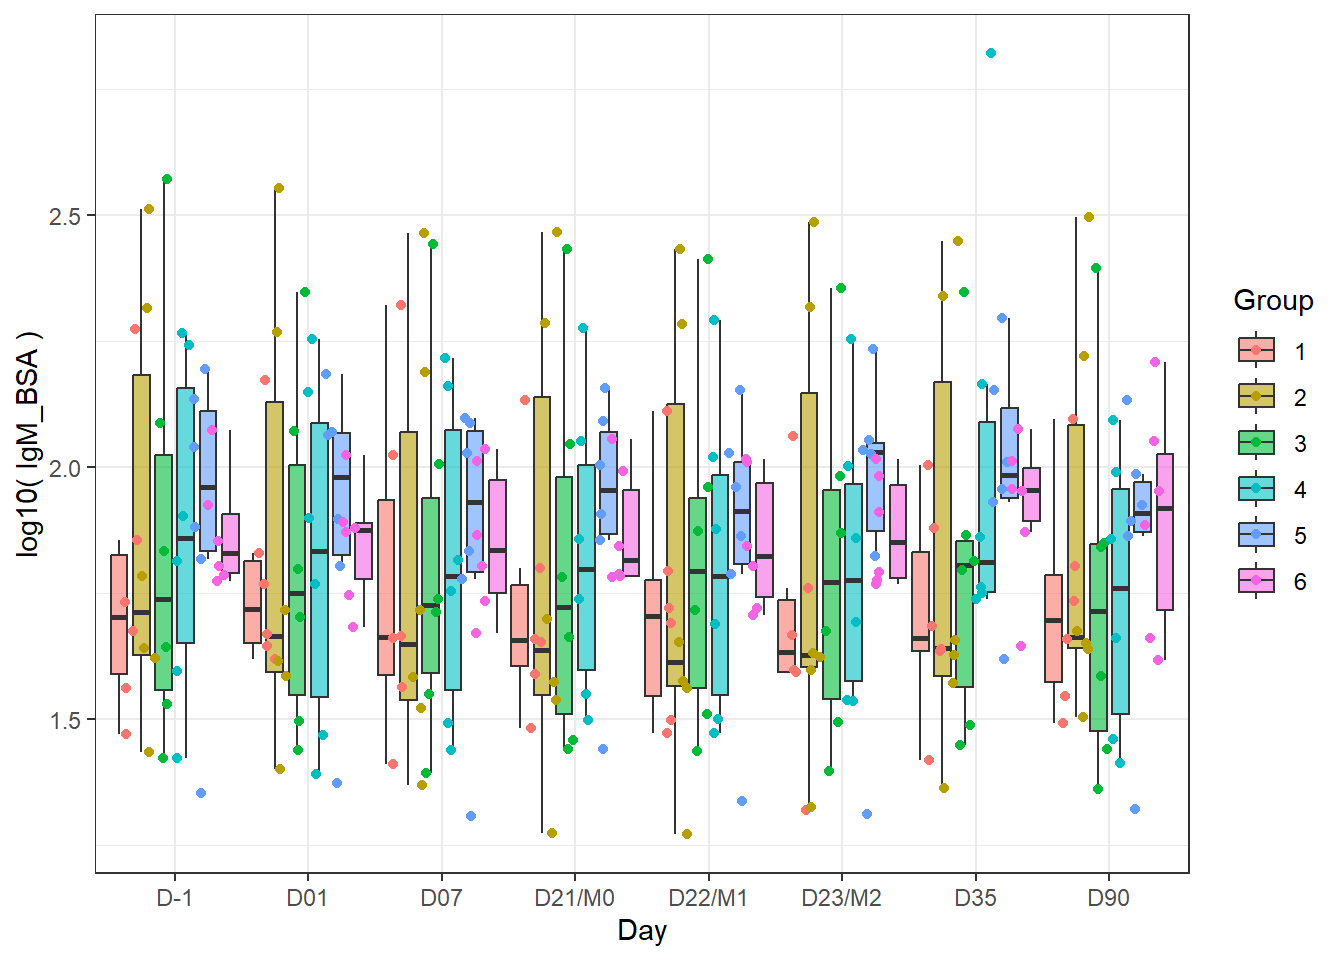 log10( IgM_BSA )
2.5
2.0
1.5
D-1
D01
D07
D21/M0
D22/M1
D23/M2
D35
D90
Day
Group
1
2
3
4
5
6